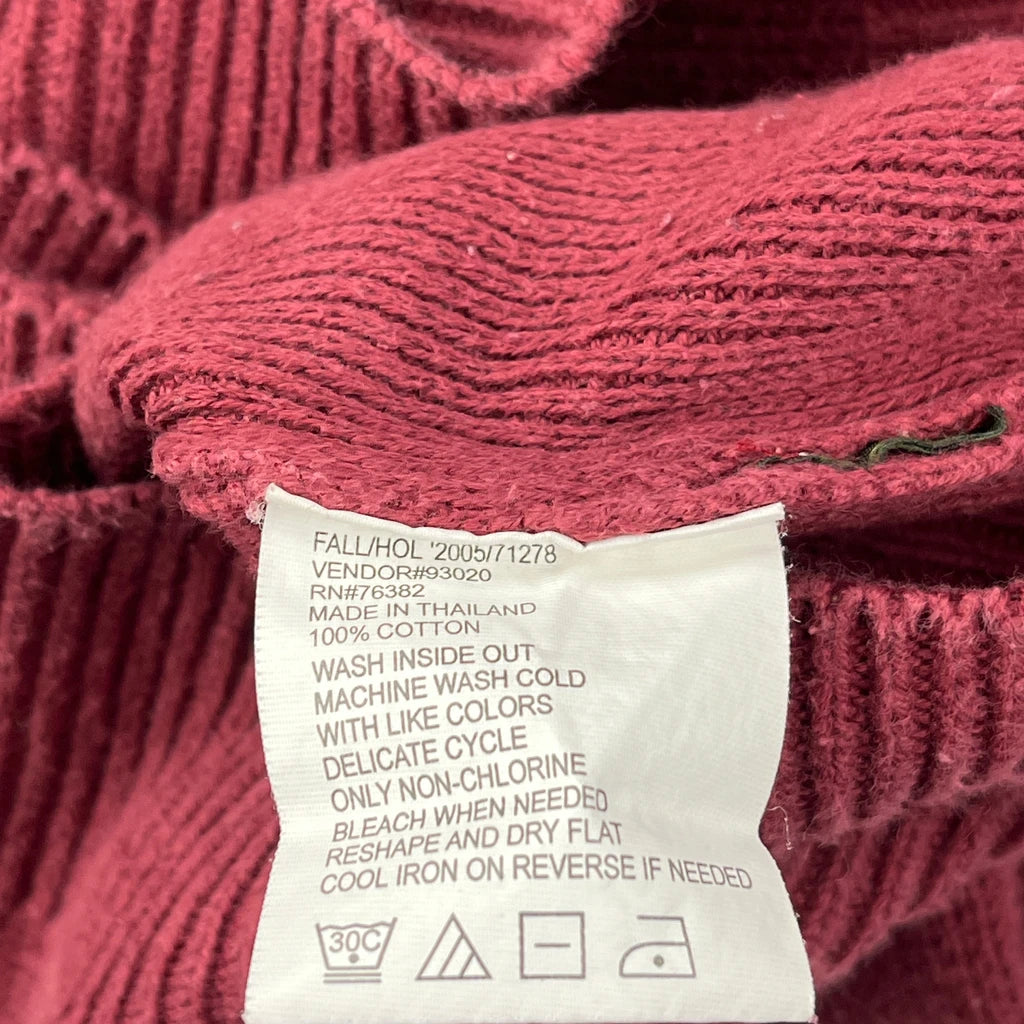 FALL/HOL '2005/71278
VENDOR#93020
RN#76382
MADE IN THAILAND
100% COTTON
WASH INSIDE OUT
MACHINE WASH COLD
WITH LIKE COLORS
DELICATE CYCLE
ONLY NON-CHLORINE
BLEACH WHEN NEEDED
RESHAPE AND DRY FLAT
COOL IRON ON REVERSE IF NEEDED
30C